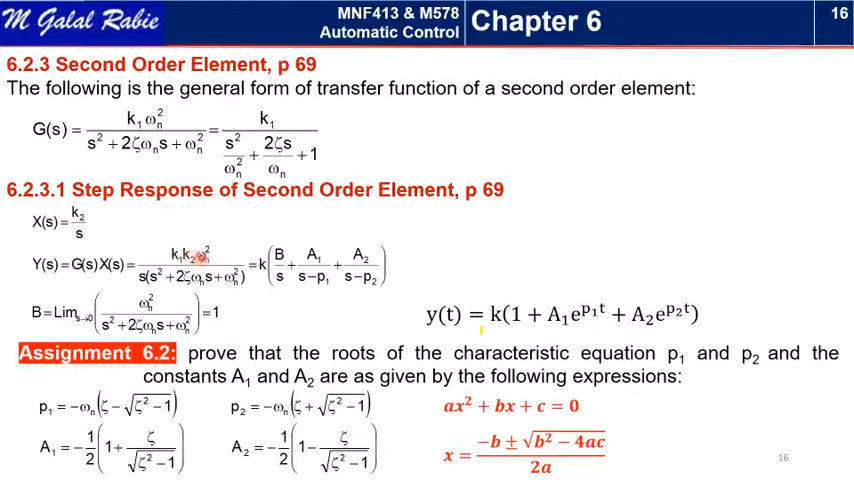 M Galal Rabie
MNF413 & M578
Automatic Control
Chapter 6
16
6.2.3 Second Order Element, p 69
The following is the general form of transfer function of a second order element:
G(s) = k₁ωₙ² / (s² + 2ζωₙs + ωₙ²) = k₁ / (s²/ωₙ² + 2ζs/ωₙ + 1)
6.2.3.1 Step Response of Second Order Element, p 69
X(s) = k₂/s
Y(s) = G(s)X(s) = k₁k₂ωₙ² / (s(s² + 2ζωₙs + ωₙ²)) = k(B/s + A₁/(s−p₁) + A₂/(s−p₂))
B = Lim s→0 (ωₙ² / (s² + 2ζωₙs + ωₙ²)) = 1
y(t) = k(1 + A₁e^(p₁t) + A₂e^(p₂t))
Assignment 6.2: prove that the roots of the characteristic equation p₁ and p₂ and the
constants A₁ and A₂ are as given by the following expressions:
p₁ = −ωₙ(ζ − √(ζ² − 1)) p₂ = −ωₙ(ζ + √(ζ² − 1)) ax² + bx + c = 0
A₁ = −1/2(1 + ζ/√(ζ² − 1)) A₂ = −1/2(1 − ζ/√(ζ² − 1)) x = (−b ± √(b² − 4ac)) / 2a
16